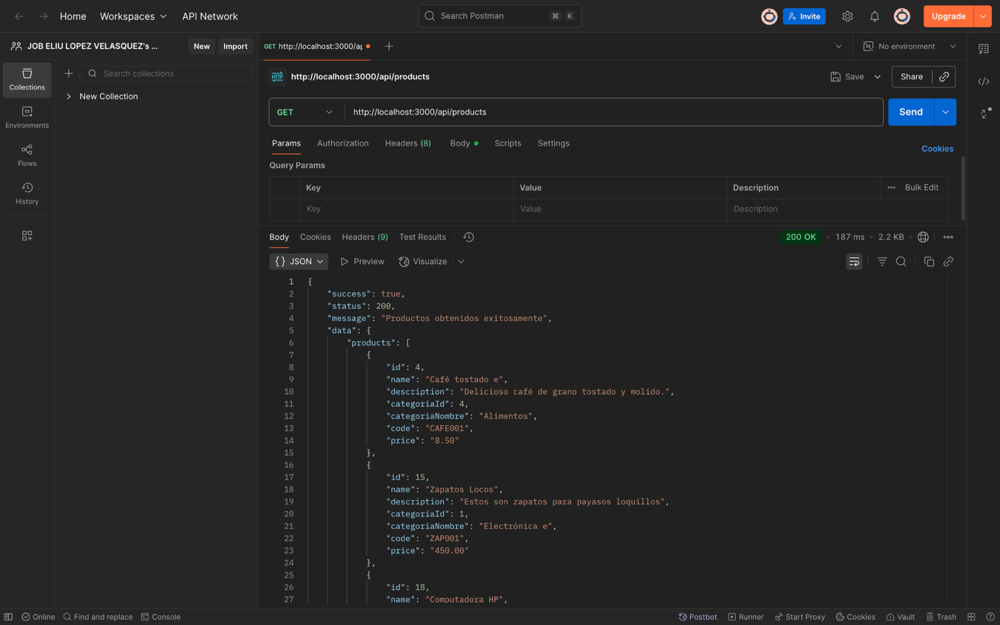 Home Workspaces API Network Search Postman ⌘ K Invite Upgrade
JOB ELIU LOPEZ VELASQUEZ's ... New Import GET http://localhost:3000/ap No environment
Collections
Environments
Flows
History
Search collections
New Collection
HTTP http://localhost:3000/api/products Save Share
GET http://localhost:3000/api/products Send
Params Authorization Headers (8) Body Scripts Settings Cookies
Query Params
Key Value Description ••• Bulk Edit
Key Value Description
Body Cookies Headers (9) Test Results 200 OK • 187 ms • 2.2 KB •
{} JSON Preview Visualize
1 {
2 "success": true,
3 "status": 200,
4 "message": "Productos obtenidos exitosamente",
5 "data": {
6 "products": [
7 {
8 "id": 4,
9 "name": "Café tostado e",
10 "description": "Delicioso café de grano tostado y molido.",
11 "categoriaId": 4,
12 "categoriaNombre": "Alimentos",
13 "code": "CAFE001",
14 "price": "8.50"
15 },
16 {
17 "id": 15,
18 "name": "Zapatos Locos",
19 "description": "Estos son zapatos para payasos loquillos",
20 "categoriaId": 1,
21 "categoriaNombre": "Electrónica e",
22 "code": "ZAP001",
23 "price": "450.00"
24 },
25 {
26 "id": 18,
27 "name": "Computadora HP",
Online Find and replace Console Postbot Runner Start Proxy Cookies Vault Trash